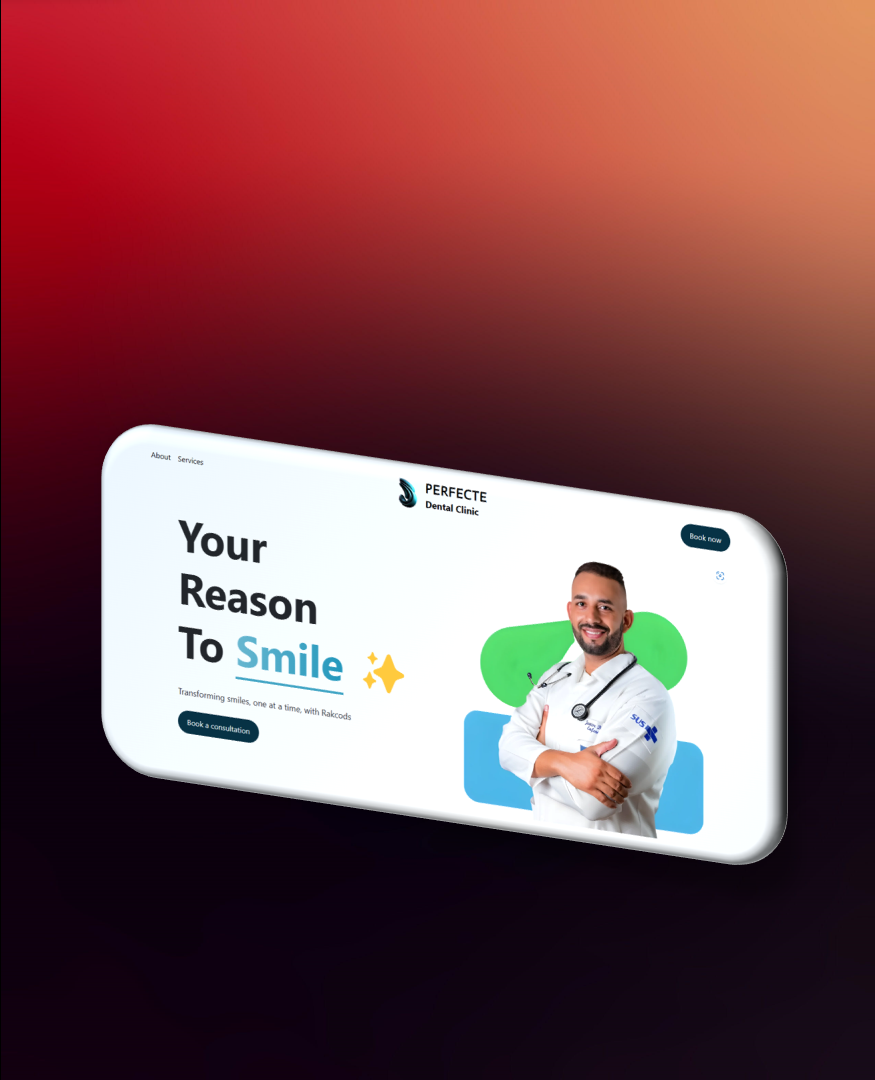 About Services
PERFECTE
Dental Clinic
Book now
Your
Reason
To Smile
Transforming smiles, one at a time, with Rakcods
Book a consultation
SUS